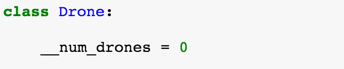 class Drone:
    __num_drones = 0